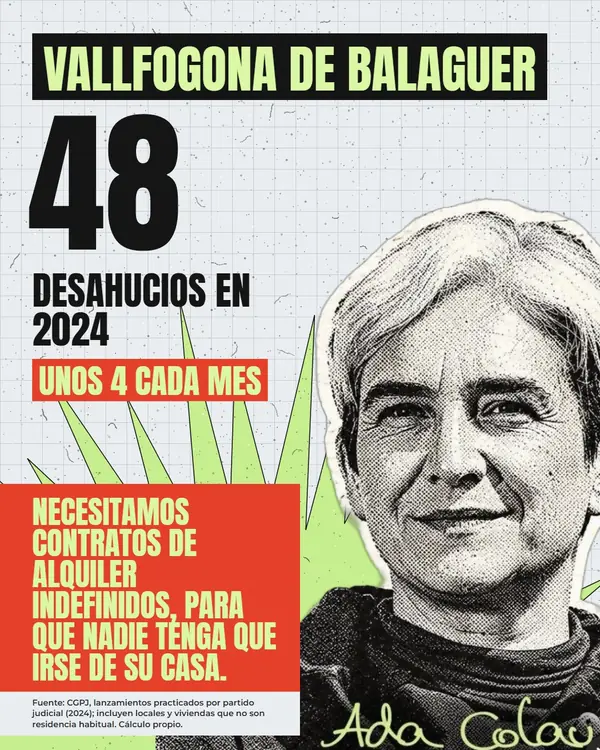 VALLFOGONA DE BALAGUER
48
DESAHUCIOS EN
2024
UNOS 4 CADA MES
NECESITAMOS
CONTRATOS DE
ALQUILER
INDEFINIDOS, PARA
QUE NADIE TENGA QUE
IRSE DE SU CASA.
Fuente: CGPJ, lanzamientos practicados por partido
judicial (2024); incluyen locales y viviendas que no son
residencia habitual. Cálculo propio.
Ada Colau